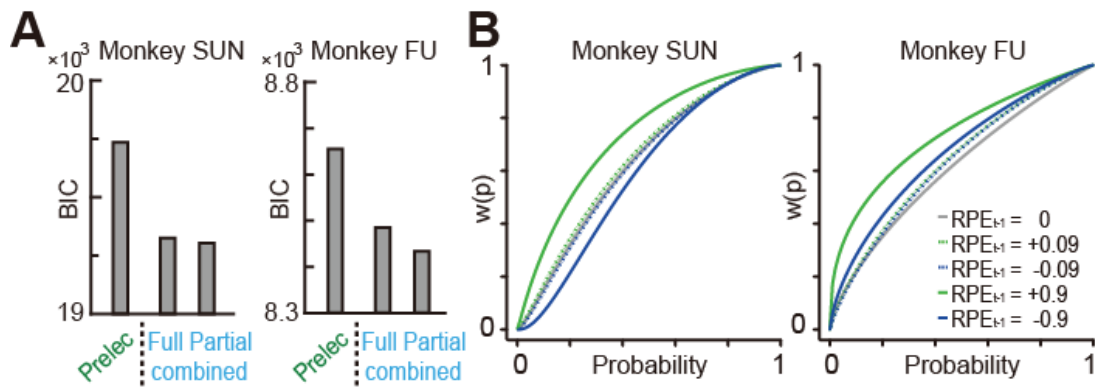 A
Monkey SUN
×10³
20
19
BIC
Prelec
Full Partial
combined
Monkey FU
×10³
8.8
8.3
BIC
Prelec
Full Partial
combined
B
Monkey SUN
1
0
w(p)
0
1
Probability
Monkey FU
1
0
w(p)
0
1
Probability
RPEt-1 = 0
RPEt-1 = +0.09
RPEt-1 = -0.09
RPEt-1 = +0.9
RPEt-1 = -0.9